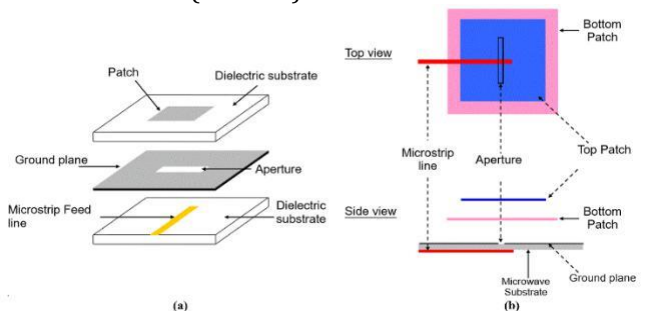 Patch
Dielectric substrate
Ground plane
Aperture
Microstrip Feed
line
Dielectric
substrate
(a)
Top view
Bottom
Patch
Microstrip
line
Aperture
Top Patch
Side view
Bottom
Patch
Ground plane
Microwave
Substrate
(b)